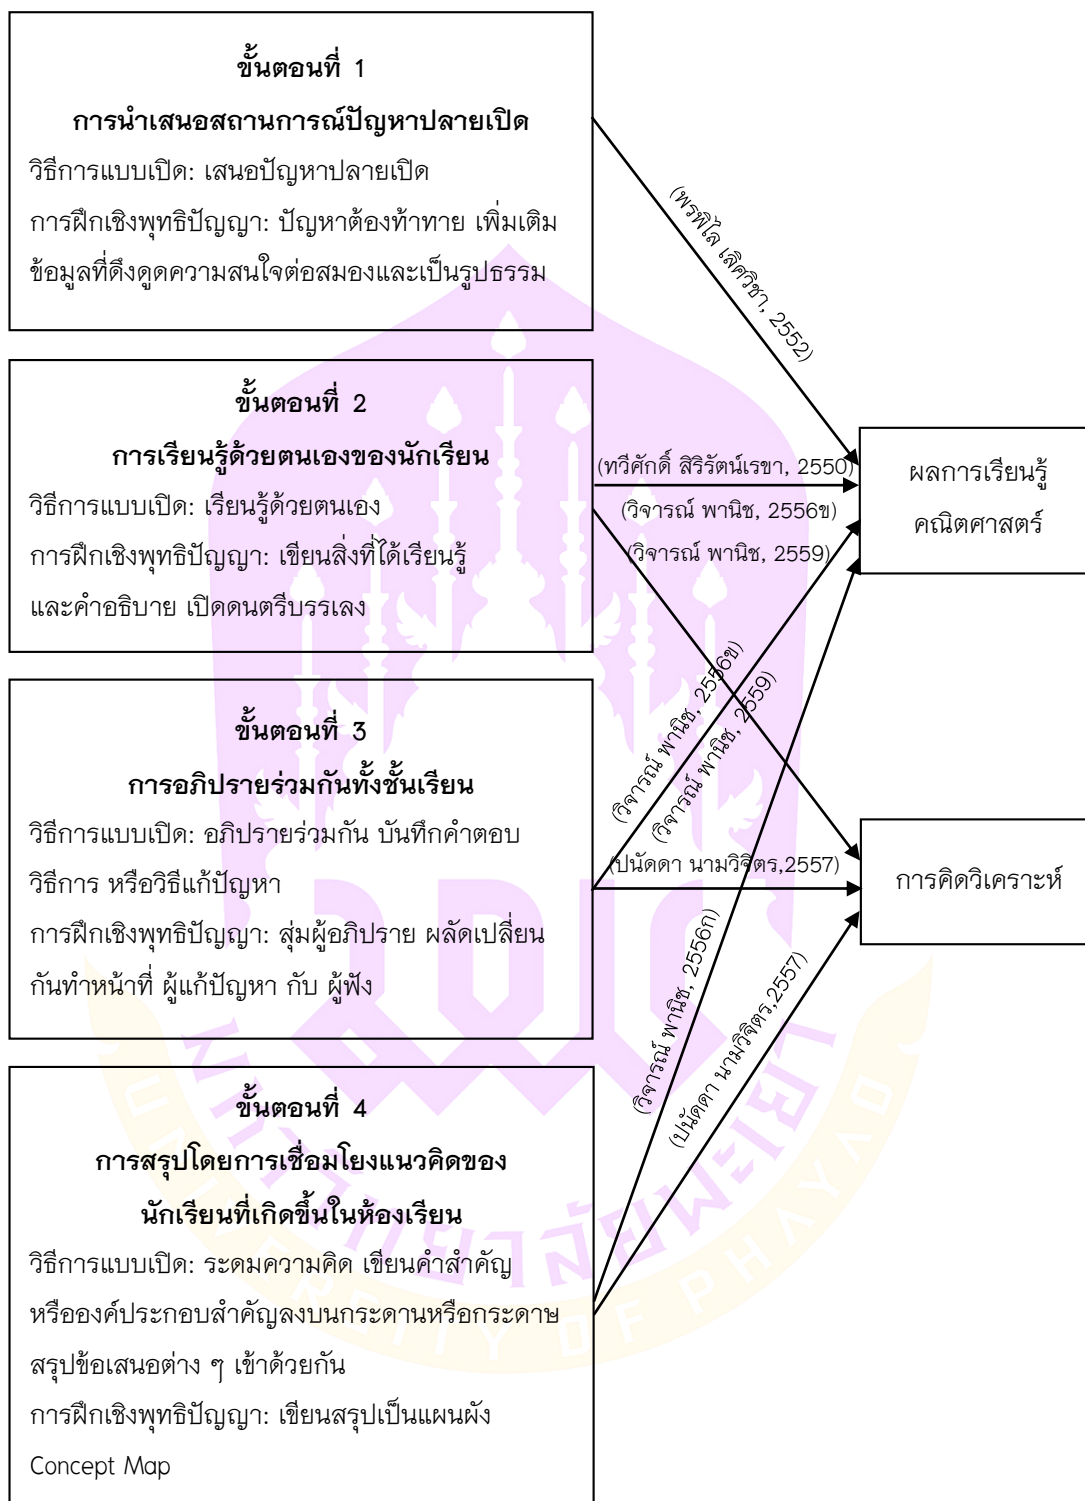 ขั้นตอนที่ 1
การนำเสนอสถานการณ์ปัญหาปลายเปิด
วิธีการแบบเปิด: เสนอปัญหาปลายเปิด
การฝึกเชิงพุทธิปัญญา: ปัญหาต้องท้าทาย เพิ่มเติม
ข้อมูลที่ดึงดูดความสนใจต่อสมองและเป็นรูปธรรม
ขั้นตอนที่ 2
การเรียนรู้ด้วยตนเองของนักเรียน
วิธีการแบบเปิด: เรียนรู้ด้วยตนเอง
การฝึกเชิงพุทธิปัญญา: เขียนสิ่งที่ได้เรียนรู้
และคำอธิบาย เปิดดนตรีบรรเลง
ขั้นตอนที่ 3
การอภิปรายร่วมกันทั้งชั้นเรียน
วิธีการแบบเปิด: อภิปรายร่วมกัน บันทึกคำตอบ
วิธีการ หรือวิธีแก้ปัญหา
การฝึกเชิงพุทธิปัญญา: สุ่มผู้อภิปราย ผลัดเปลี่ยน
กันทำหน้าที่ ผู้แก้ปัญหา กับ ผู้ฟัง
ขั้นตอนที่ 4
การสรุปโดยการเชื่อมโยงแนวคิดของ
นักเรียนที่เกิดขึ้นในห้องเรียน
วิธีการแบบเปิด: ระดมความคิด เขียนคำสำคัญ
หรือองค์ประกอบสำคัญลงบนกระดานหรือกระดาษ
สรุปข้อเสนอต่าง ๆ เข้าด้วยกัน
การฝึกเชิงพุทธิปัญญา: เขียนสรุปเป็นแผนผัง
Concept Map
(พรพิไล เลิศวิชา, 2552)
(ทวีศักดิ์ สิริรัตน์เรขา, 2550)
(วิจารณ์ พานิช, 2556ข)
(วิจารณ์ พานิช, 2559)
(วิจารณ์ พานิช, 2556ข)
(วิจารณ์ พานิช, 2559)
(ปนัดดา นามวิจิตร,2557)
(วิจารณ์ พานิช, 2556ก)
(ปนัดดา นามวิจิตร,2557)
ผลการเรียนรู้
คณิตศาสตร์
การคิดวิเคราะห์
มหาวิทยาลัยพะเยา
UNIVERSITY OF PHAYAO